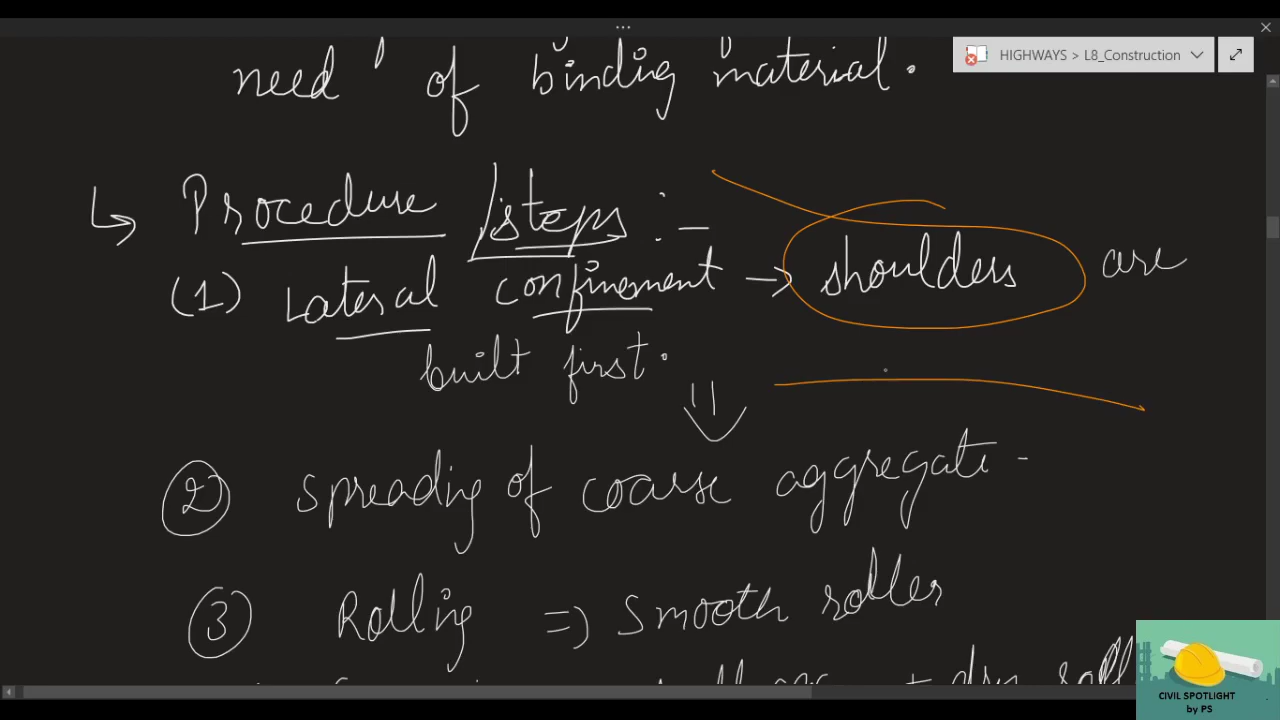 HIGHWAYS > L8_Construction
need of binding material.
Procedure / steps :-
(1) Lateral confinement → shoulders are
built first.
② Spreading of coarse aggregate -
③ Rolling ⇒ Smooth roller
+ dry
CIVIL SPOTLIGHT
by PS